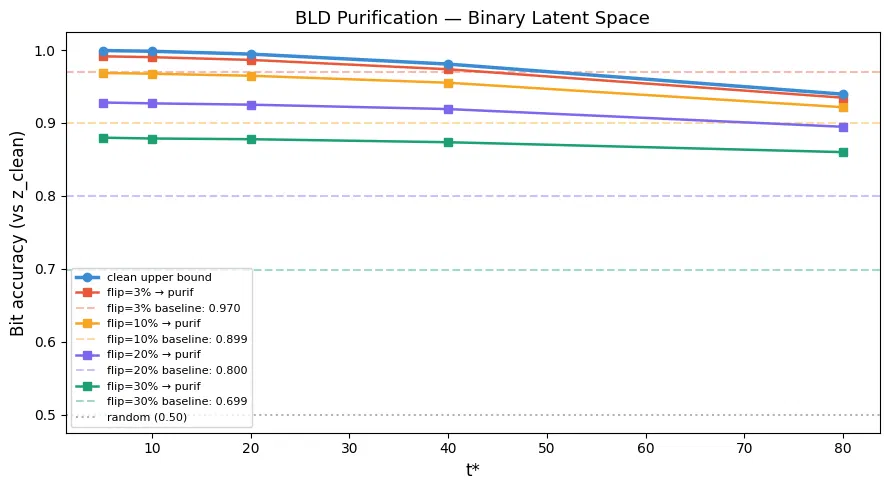 BLD Purification — Binary Latent Space
Bit accuracy (vs z_clean)
1.0
0.9
0.8
0.7
0.6
0.5
clean upper bound
flip=3% → purif
flip=3% baseline: 0.970
flip=10% → purif
flip=10% baseline: 0.899
flip=20% → purif
flip=20% baseline: 0.800
flip=30% → purif
flip=30% baseline: 0.699
random (0.50)
10 20 30 40 50 60 70 80
t*